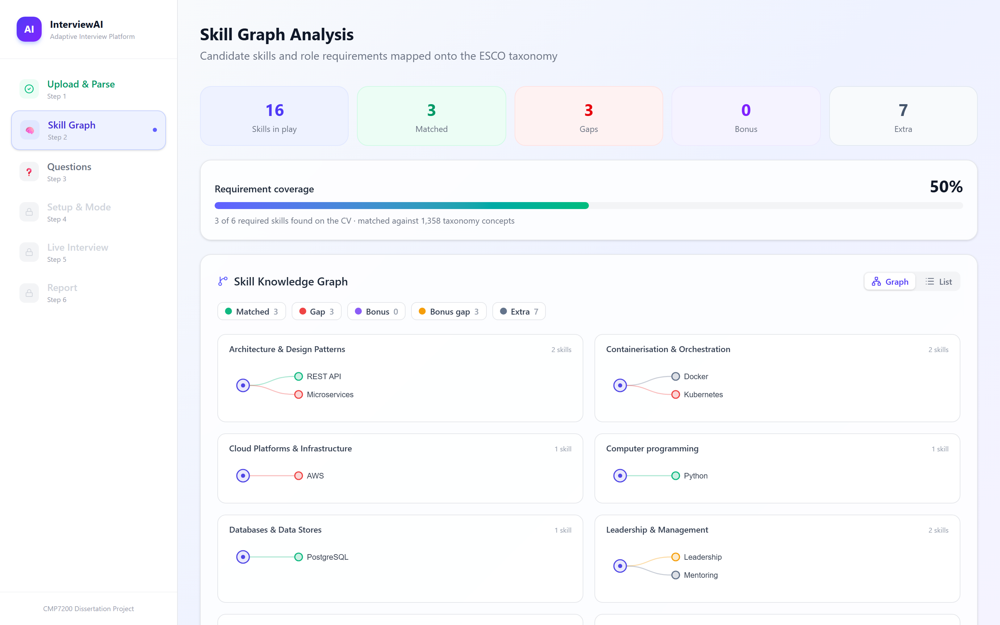 AI
InterviewAI
Adaptive Interview Platform
Upload & Parse
Step 1
Skill Graph
Step 2
Questions
Step 3
Setup & Mode
Step 4
Live Interview
Step 5
Report
Step 6
CMP7200 Dissertation Project
Skill Graph Analysis
Candidate skills and role requirements mapped onto the ESCO taxonomy
16
Skills in play
3
Matched
3
Gaps
0
Bonus
7
Extra
Requirement coverage
50%
3 of 6 required skills found on the CV · matched against 1,358 taxonomy concepts
Skill Knowledge Graph
Graph
List
Matched 3
Gap 3
Bonus 0
Bonus gap 3
Extra 7
Architecture & Design Patterns
2 skills
REST API
Microservices
Containerisation & Orchestration
2 skills
Docker
Kubernetes
Cloud Platforms & Infrastructure
1 skill
AWS
Computer programming
1 skill
Python
Databases & Data Stores
1 skill
PostgreSQL
Leadership & Management
2 skills
Leadership
Mentoring